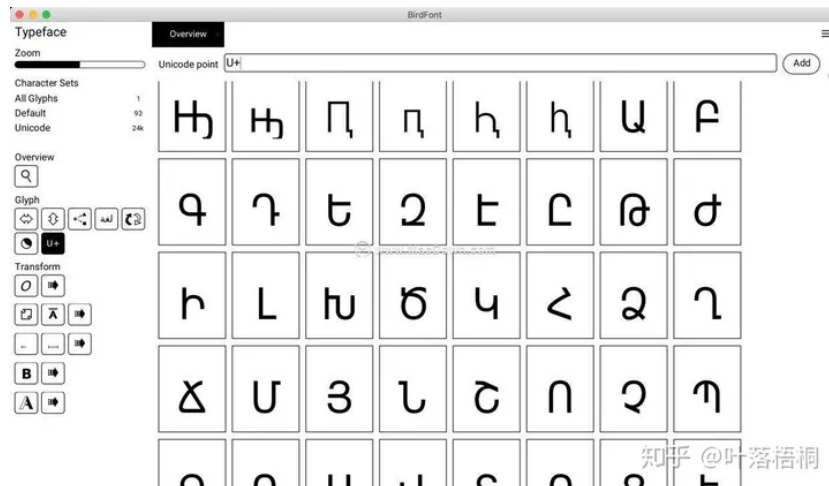 BirdFont
Typeface
Overview
Zoom
Unicode point U+ Add
Character Sets
All Glyphs 1
Default 93
Unicode 24k
Overview
Glyph
لغة
U+
Transform
O
A
B
A
Ԣ ԣ Ԥ ԥ Ԧ ԧ Ա Բ
Գ Դ Ե Զ Է Ը Թ Ժ
Ի Լ Խ Ծ Կ Հ Ձ Ղ
Ճ Մ Յ Ն Շ Ո Չ Պ
知乎 @叶落梧桐